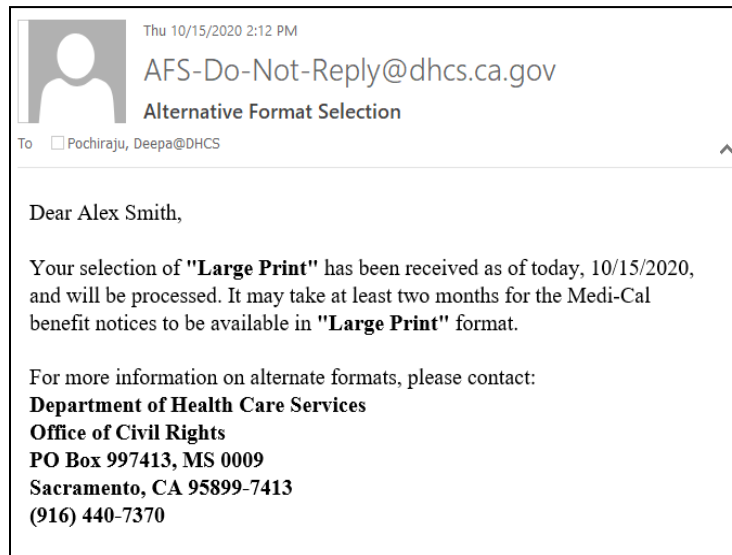 Thu 10/15/2020 2:12 PM
AFS-Do-Not-Reply@dhcs.ca.gov
Alternative Format Selection
To Pochiraju, Deepa@DHCS
Dear Alex Smith,
Your selection of "Large Print" has been received as of today, 10/15/2020,
and will be processed. It may take at least two months for the Medi-Cal
benefit notices to be available in "Large Print" format.
For more information on alternate formats, please contact:
Department of Health Care Services
Office of Civil Rights
PO Box 997413, MS 0009
Sacramento, CA 95899-7413
(916) 440-7370